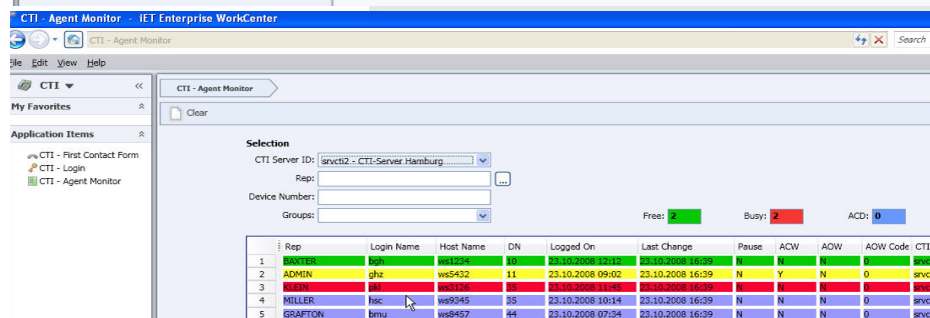 CTI - Agent Monitor - iET Enterprise WorkCenter
CTI - Agent Monitor Search
File Edit View Help
CTI
My Favorites
Application Items
CTI - First Contact Form
CTI - Login
CTI - Agent Monitor
CTI - Agent Monitor
Clear
Selection
CTI Server ID: srvcti2 - CTI-Server Hamburg
Rep: ...
Device Number:
Groups: Free: 2 Busy: 2 ACD: 0
Rep Login Name Host Name DN Logged On Last Change Pause ACW AOW AOW Code CTI
1 BAXTER bgh ws1234 10 23.10.2008 12:12 23.10.2008 16:39 N N N 0 srvc
2 ADMIN ghz ws5432 11 23.10.2008 09:02 23.10.2008 16:39 N Y N 0 srvc
3 KLEIN pkl ws3126 35 23.10.2008 11:45 23.10.2008 16:39 N N N 0 srvc
4 MILLER hsc ws9345 35 23.10.2008 10:14 23.10.2008 16:39 N N N 0 srvc
5 GRAFTON bmu ws8457 44 23.10.2008 07:34 23.10.2008 16:39 N N N 0 srvc